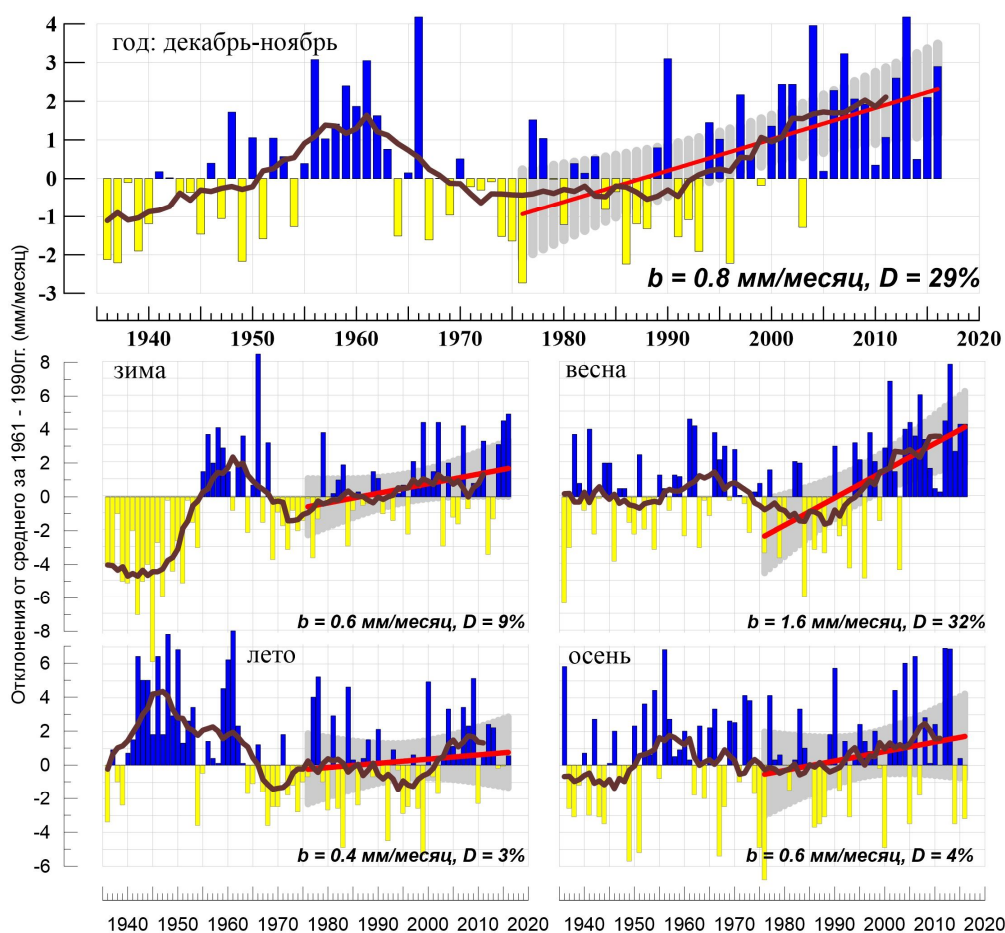 Отклонения от среднего за 1961 - 1990гг. (мм/месяц)
год: декабрь-ноябрь
4
3
2
1
0
-1
-2
-3
b = 0.8 мм/месяц, D = 29%
1940 1950 1960 1970 1980 1990 2000 2010 2020
зима
8
6
4
2
0
-2
-4
-6
-8
b = 0.6 мм/месяц, D = 9%
весна
b = 1.6 мм/месяц, D = 32%
лето
6
4
2
0
-2
-4
-6
b = 0.4 мм/месяц, D = 3%
осень
b = 0.6 мм/месяц, D = 4%
1940 1950 1960 1970 1980 1990 2000 2010 2020
1940 1950 1960 1970 1980 1990 2000 2010 2020